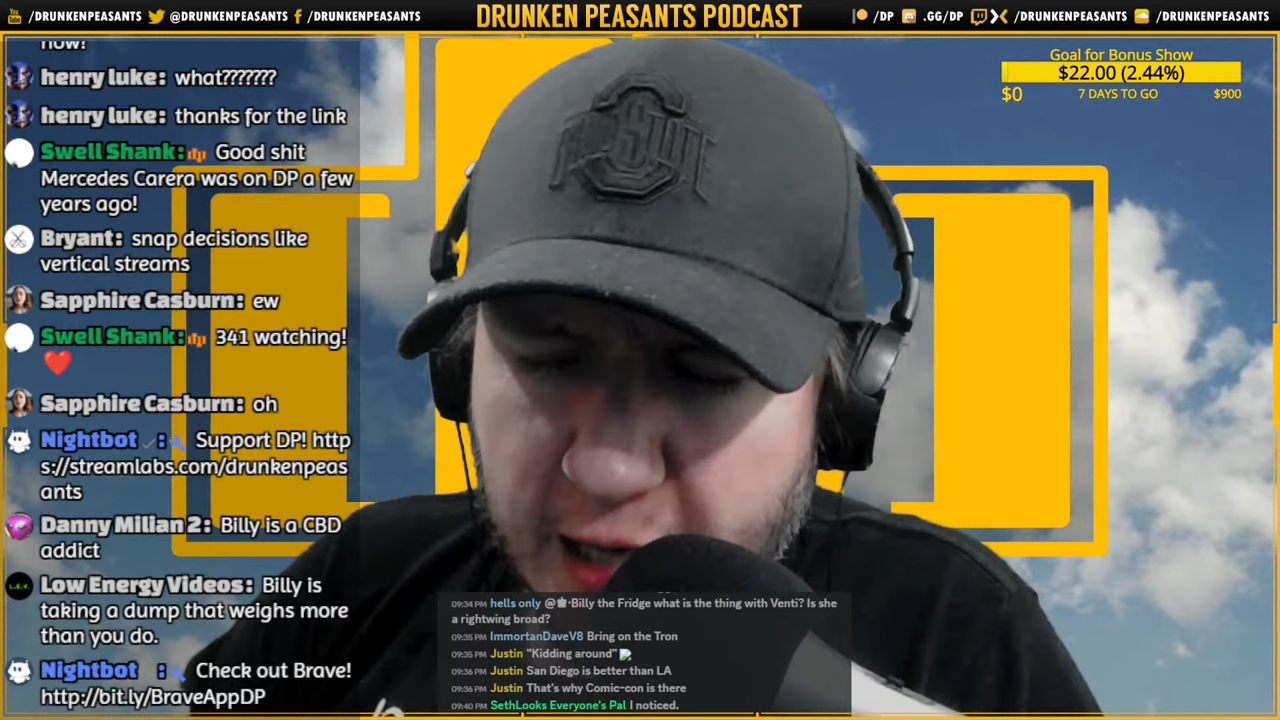 /DRUNKENPEASANTS @DRUNKENPEASANTS /DRUNKENPEASANTS DRUNKEN PEASANTS PODCAST /DP .GG/DP /DRUNKENPEASANTS /DRUNKENPEASANTS
Goal for Bonus Show
$22.00 (2.44%)
$0 7 DAYS TO GO $900
now!
henry luke: what???????
henry luke: thanks for the link
Swell Shank: Good shit
Mercedes Carera was on DP a few
years ago!
Bryant: snap decisions like
vertical streams
Sapphire Casburn: ew
Swell Shank: 341 watching!
Sapphire Casburn: oh
Nightbot : Support DP! http
s://streamlabs.com/drunkenpeas
ants
Danny Milian 2: Billy is a CBD
addict
Low Energy Videos: Billy is
taking a dump that weighs more
than you do.
Nightbot : Check out Brave!
http://bit.ly/BraveAppDP
09:34 PM hells only @Billy the Fridge what is the thing with Venti? Is she
a rightwing broad?
09:35 PM ImmortanDaveV8 Bring on the Tron
09:35 PM Justin "Kidding around"
09:36 PM Justin San Diego is better than LA
09:36 PM Justin That's why Comic-con is there
09:40 PM SethLooks Everyone's Pal I noticed.